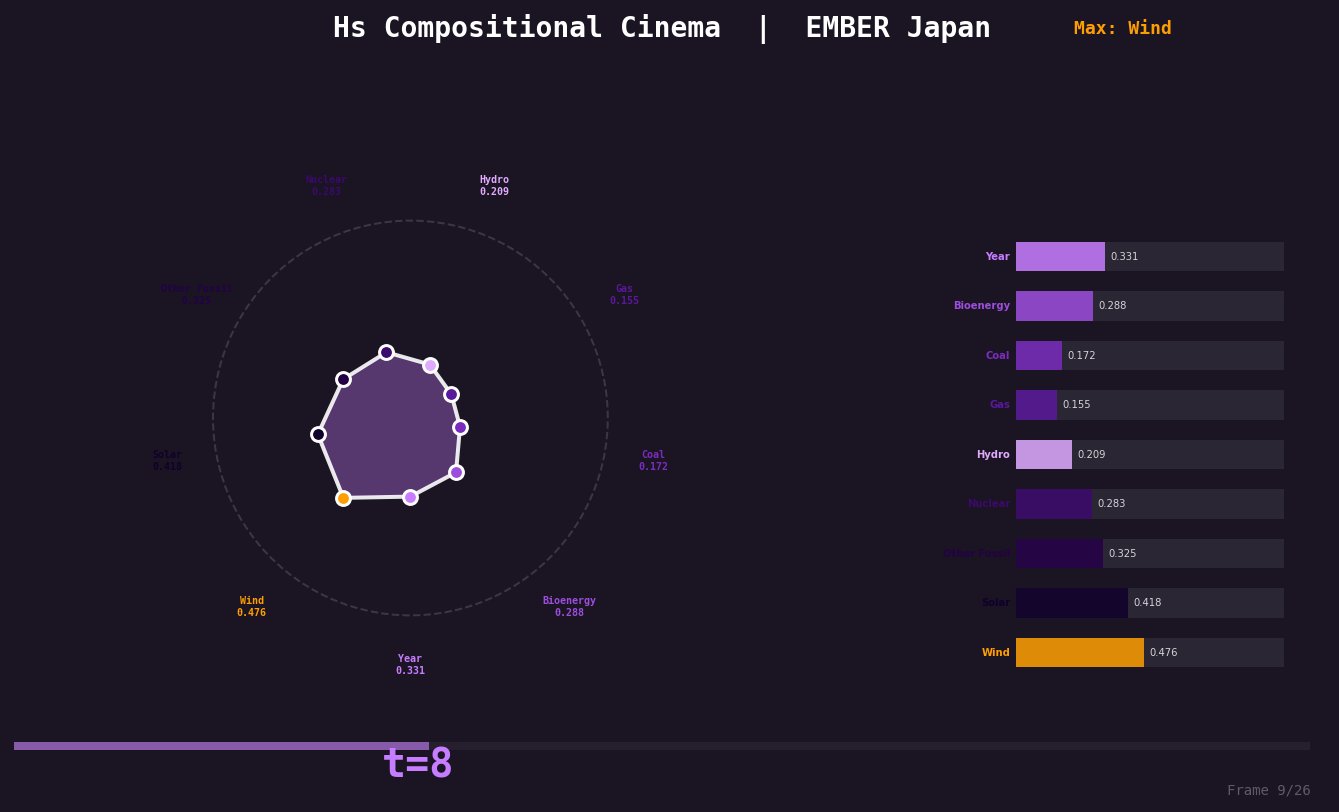 Hs Compositional Cinema  |  EMBER Japan
Max: Wind
Nuclear
0.283
Hydro
0.209
Other Fossil
0.325
Gas
0.155
Solar
0.418
Coal
0.172
Wind
0.476
Bioenergy
0.288
Year
0.331
Year 0.331
Bioenergy 0.288
Coal 0.172
Gas 0.155
Hydro 0.209
Nuclear 0.283
Other Fossil 0.325
Solar 0.418
Wind 0.476
t=8
Frame 9/26